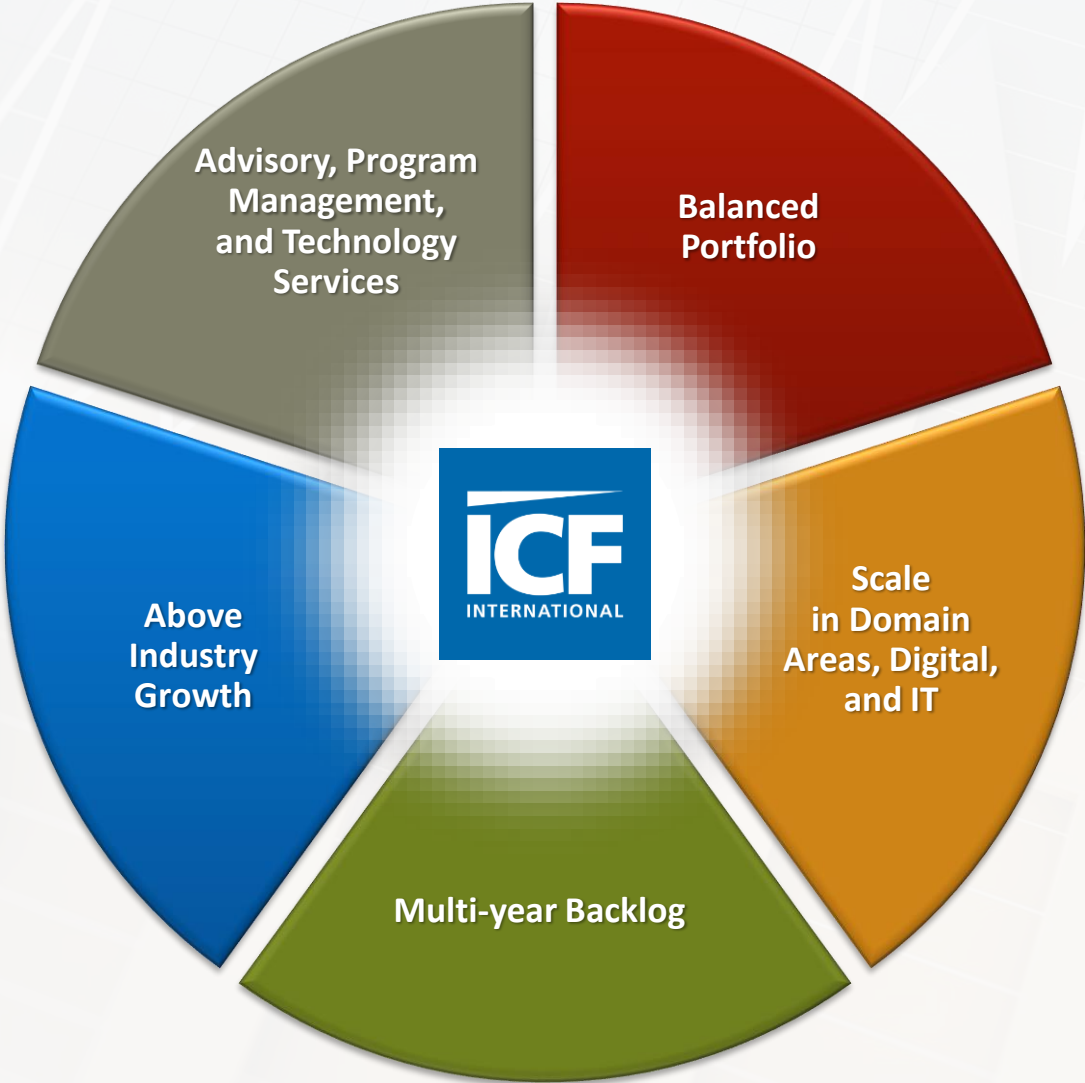 Advisory, Program
Management,
and Technology
Services
Balanced
Portfolio
Scale
in Domain
Areas, Digital,
and IT
Multi-year Backlog
Above
Industry
Growth
ICF
INTERNATIONAL